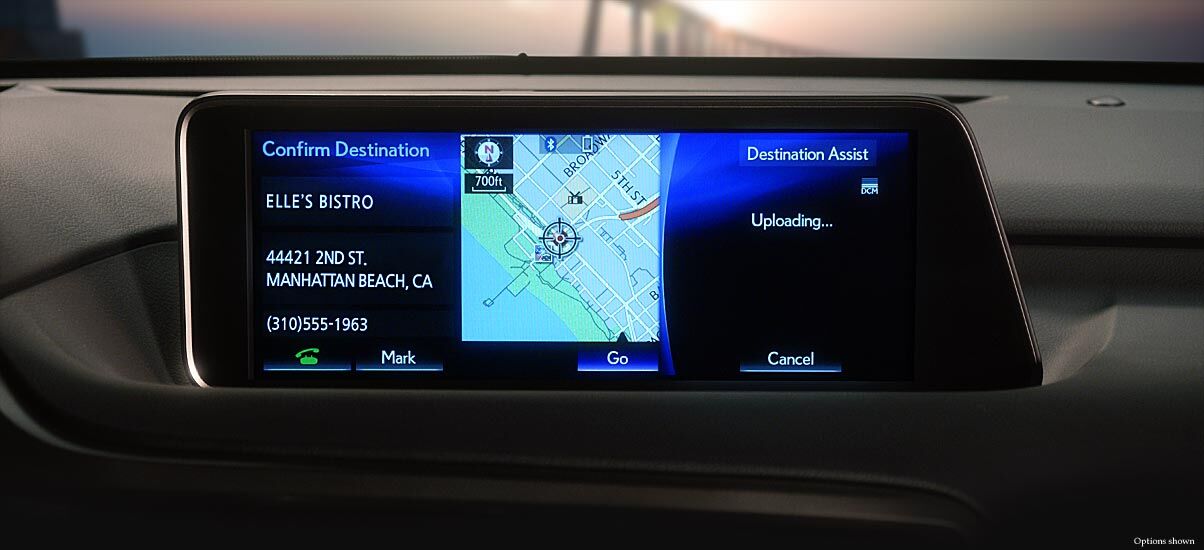 Confirm Destination
ELLE'S BISTRO
44421 2ND ST.
MANHATTAN BEACH, CA
(310)555-1963
Mark
N
700ft
BROADWAY
5TH ST
B
Go
Destination Assist
DCM
Uploading...
Cancel
Options shown